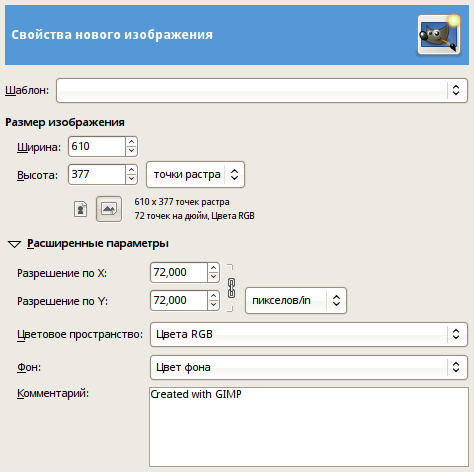 Свойства нового изображения
Шаблон:
Размер изображения
Ширина: 610
Высота: 377 точки растра
610 x 377 точек растра
72 точек на дюйм, Цвета RGB
Расширенные параметры
Разрешение по X: 72,000
Разрешение по Y: 72,000 пикселов/in
Цветовое пространство: Цвета RGB
Фон: Цвет фона
Комментарий: Created with GIMP